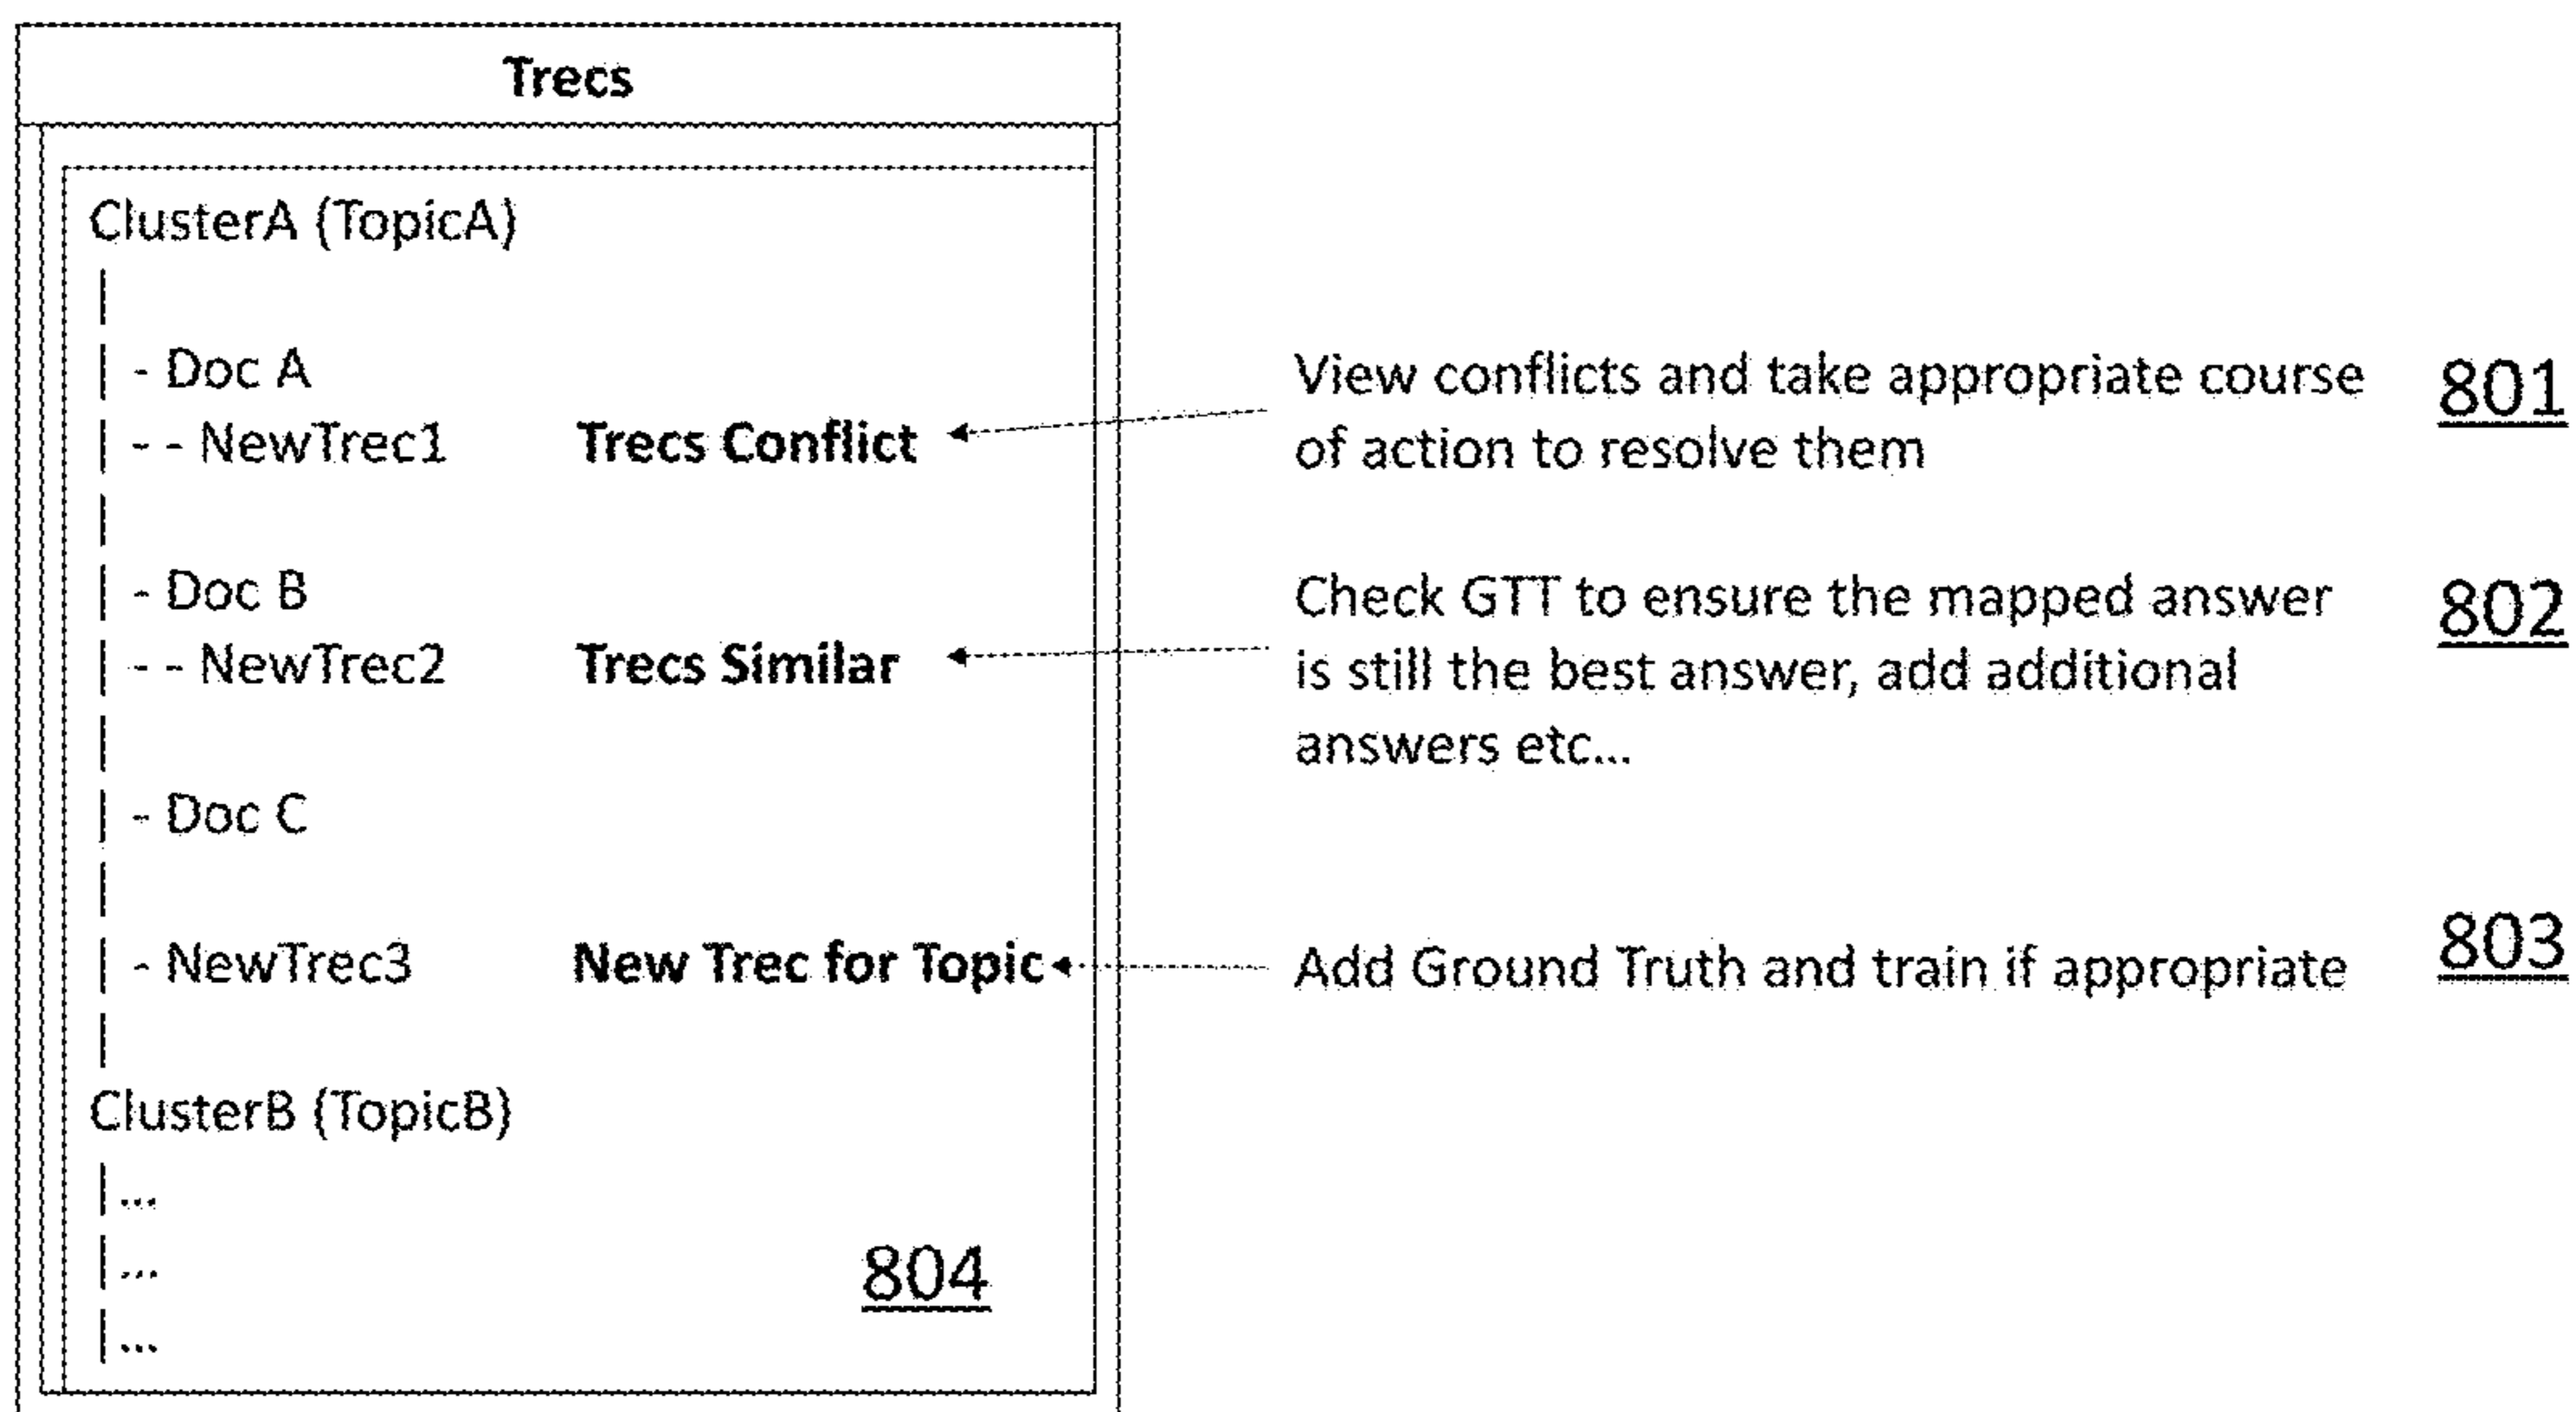 Trecs
ClusterA (TopicA)
|
| - Doc A
| - - NewTrec1 Trecs Conflict
|
| - Doc B
| - - NewTrec2 Trecs Similar
|
| - Doc C
|
| - NewTrec3 New Trec for Topic
|
ClusterB (TopicB)
|...
|...
|...
804
View conflicts and take appropriate course
of action to resolve them
801
Check GTT to ensure the mapped answer
is still the best answer, add additional
answers etc...
802
Add Ground Truth and train if appropriate
803